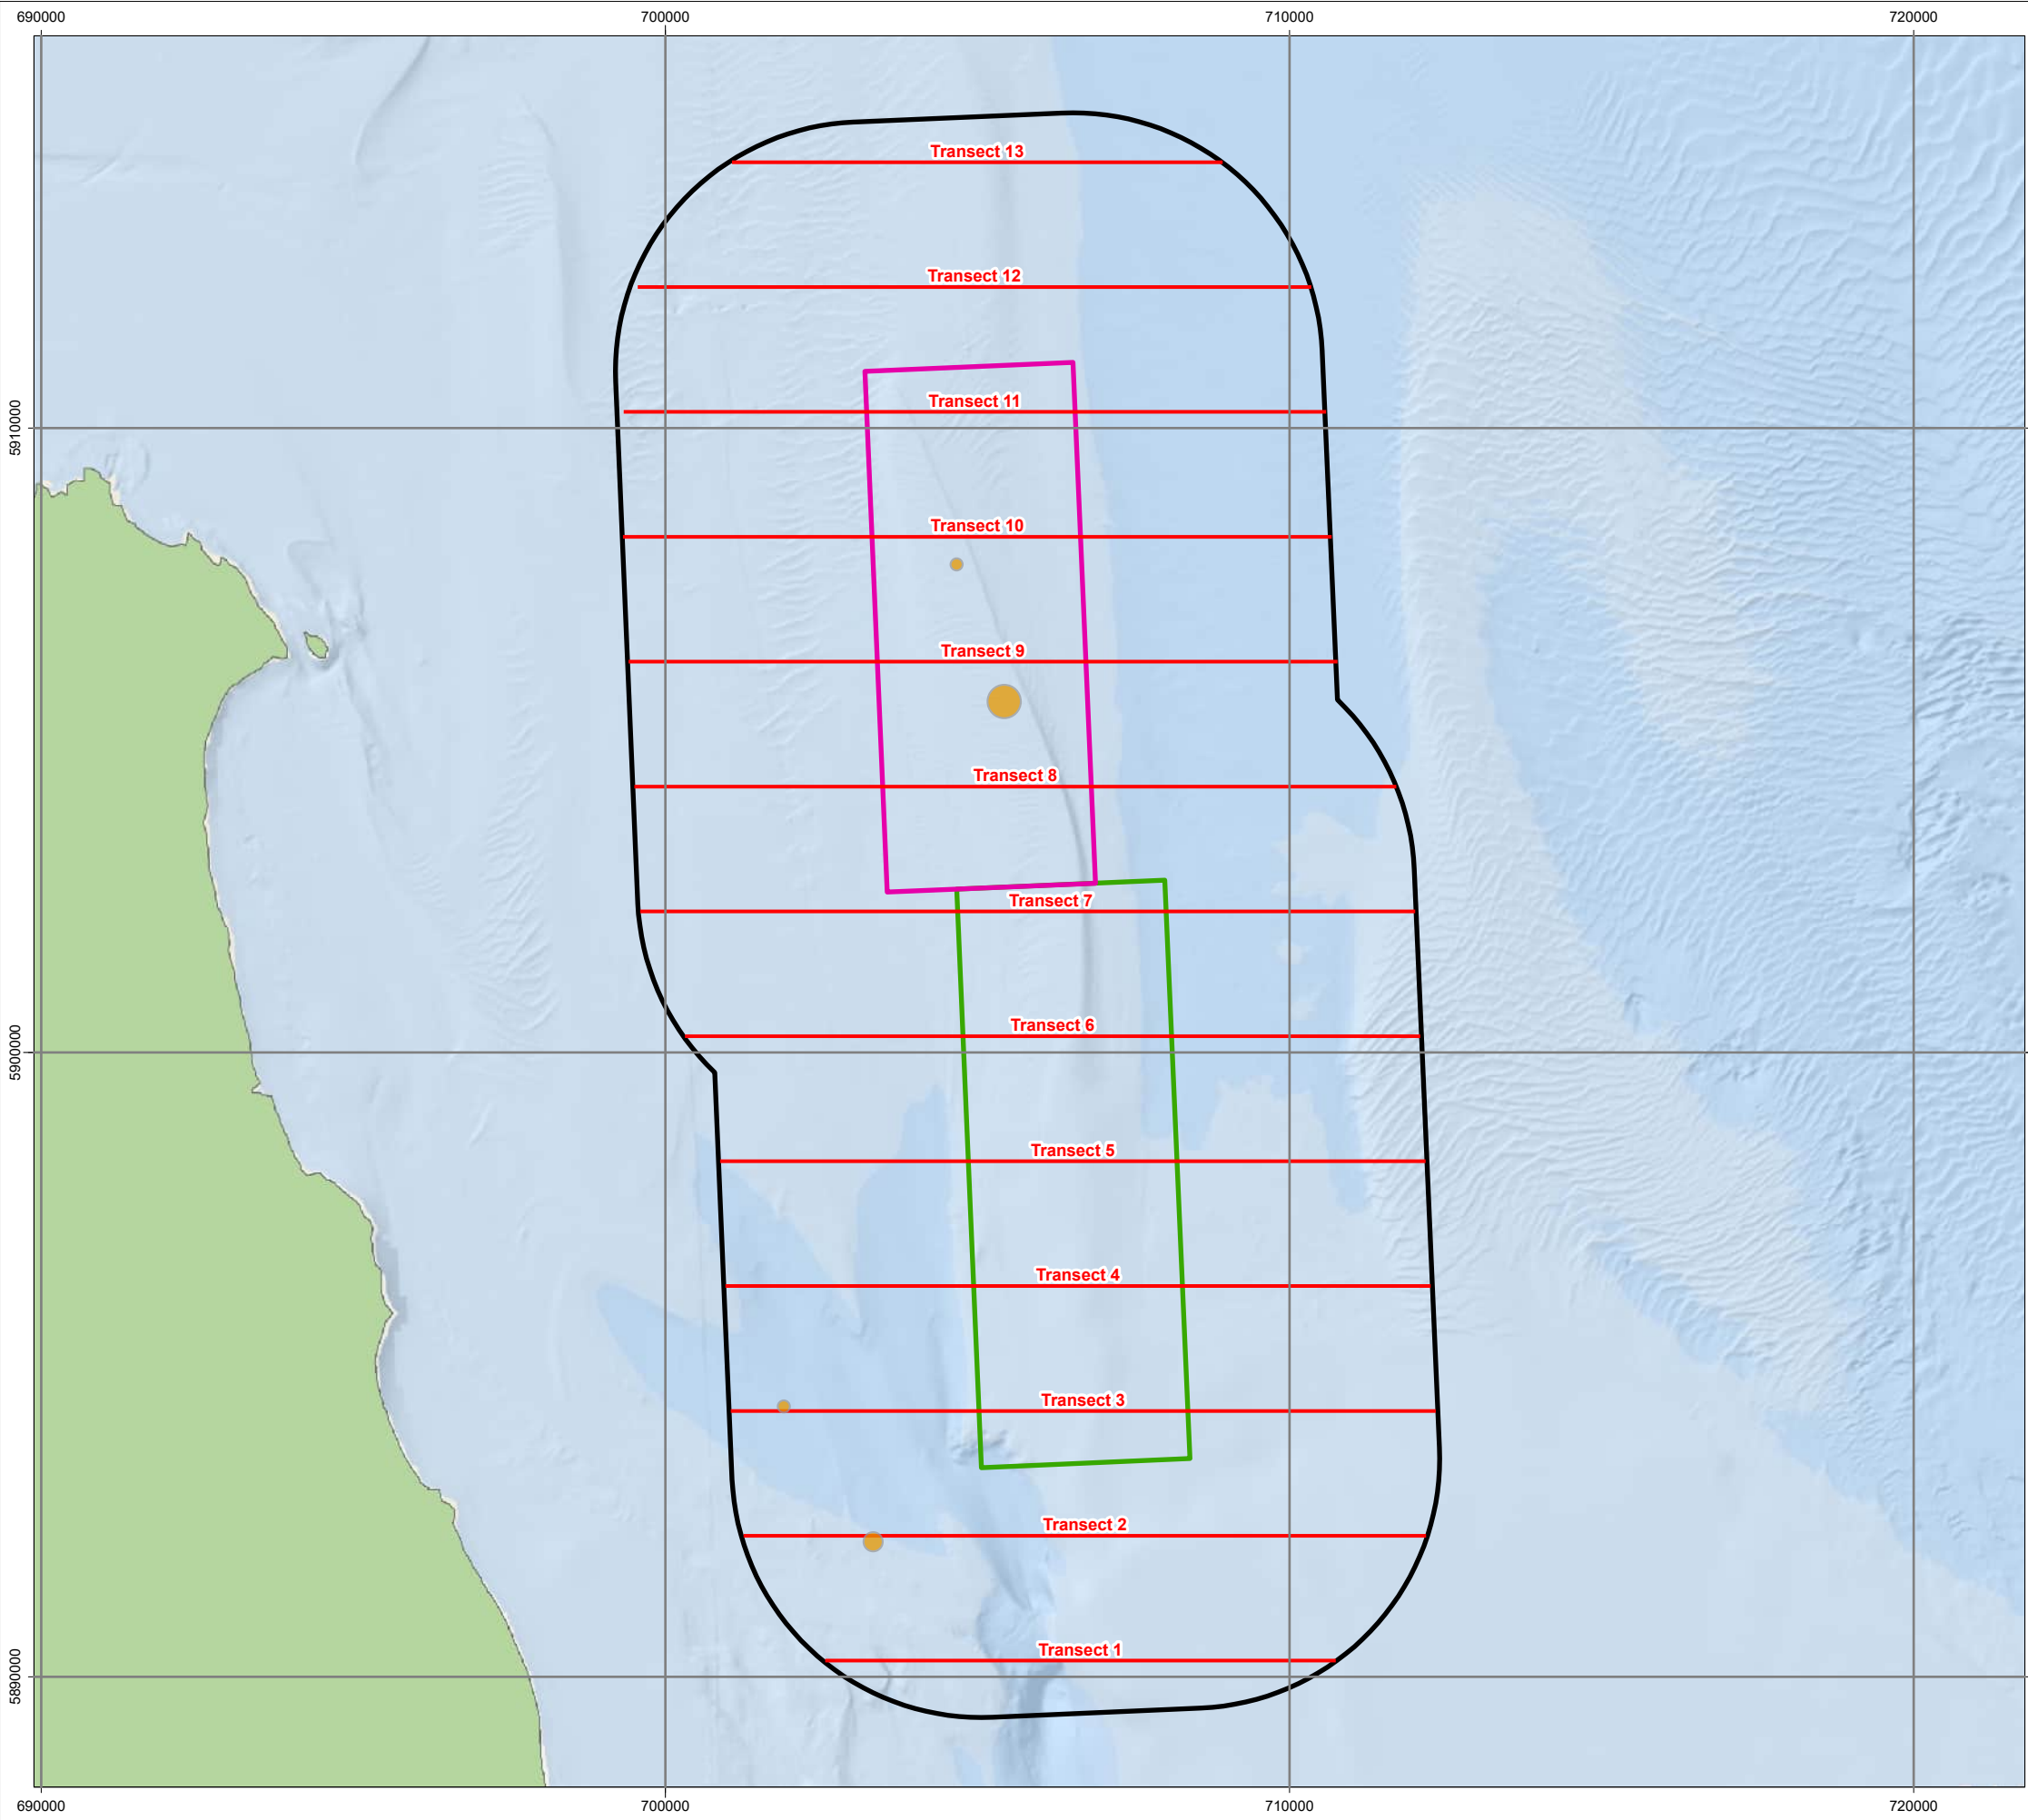 690000 700000 710000 720000
Transect 13
Transect 12
Transect 11
5910000
Transect 10
Transect 9
Transect 8
Transect 7
Transect 6
5900000
Transect 5
Transect 4
Transect 3
Transect 2
Transect 1
5890000
690000 700000 710000 720000